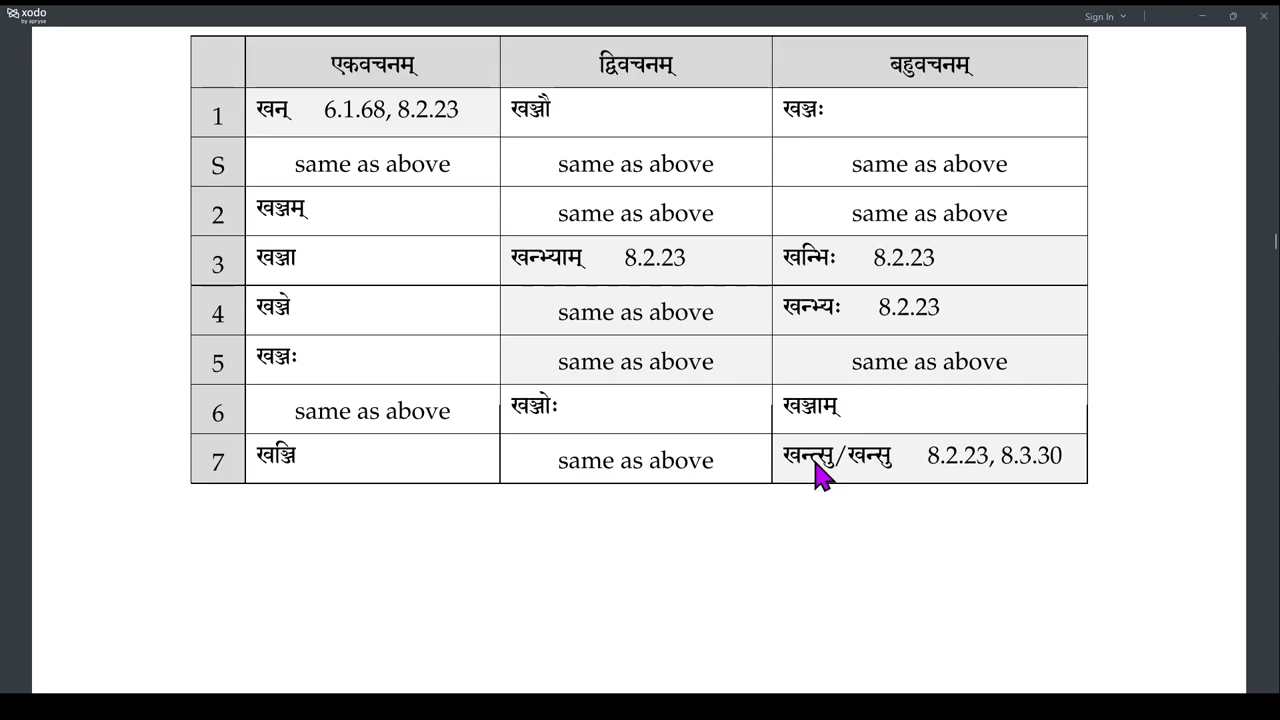 xodo
by apryse
Sign In
एकवचनम् द्विवचनम् बहुवचनम्
1 खन् 6.1.68, 8.2.23 खञ्जौ खञ्जः
S same as above same as above same as above
2 खञ्जम् same as above same as above
3 खञ्जा खन्भ्याम् 8.2.23 खन्भिः 8.2.23
4 खञ्जे same as above खन्भ्यः 8.2.23
5 खञ्जः same as above same as above
6 same as above खञ्जोः खञ्जाम्
7 खञ्जि same as above खन्त्सु/खन्सु 8.2.23, 8.3.30